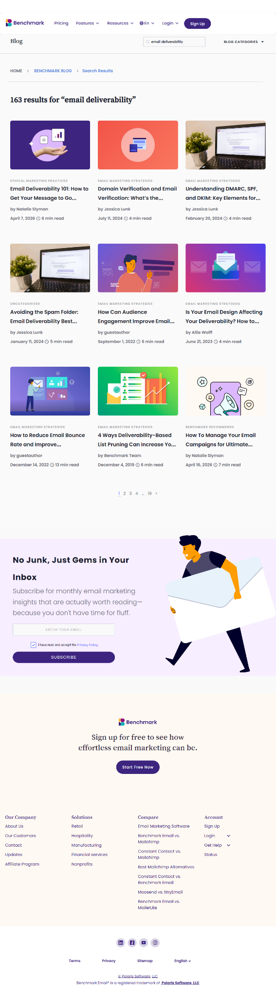 Benchmark Pricing Features Resources En Login Sign Up
Blog email deliverability BLOG CATEGORIES
HOME > BENCHMARK BLOG > Search Results
163 results for “email deliverability”
ETHICAL MARKETING PRACTICES
Email Deliverability 101: How to
Get Your Message to Go...
by Natalie Slyman
April 7, 2026 6 min read
EMAIL MARKETING STRATEGIES
Domain Verification and Email
Verification: What’s the...
by Jessica Lunk
July 11, 2024 4 min read
EMAIL MARKETING STRATEGIES
Understanding DMARC, SPF,
and DKIM: Key Elements for...
by Jessica Lunk
February 20, 2024 4 min read
UNCATEGORIZED
Avoiding the Spam Folder:
Email Deliverability Best...
by Jessica Lunk
January 11, 2024 5 min read
EMAIL MARKETING STRATEGIES
How Can Audience
Engagement Improve Email...
by guestauthor
September 1, 2022 6 min read
EMAIL MARKETING STRATEGIES
Is Your Email Design Affecting
Your Deliverability? How to...
by Allie Wolff
June 21, 2023 4 min read
EMAIL MARKETING STRATEGIES
How to Reduce Email Bounce
Rate and Improve...
by guestauthor
December 14, 2022 13 min read
EMAIL MARKETING STRATEGIES
4 Ways Deliverability-Based
List Pruning Can Increase Yo...
by Benchmark Team
December 4, 2019 6 min read
BENCHMARK RECOMMENDS
How To Manage Your Email
Campaigns for Ultimate...
by Natalie Slyman
April 16, 2026 7 min read
1 2 3 4 ... 19 >
No Junk, Just Gems in Your
Inbox
Subscribe for monthly email marketing
insights that are actually worth reading—
because you don't have time for fluff.
ENTER YOUR EMAIL
I have read and accept the Privacy Policy.
SUBSCRIBE
Benchmark
Sign up for free to see how
effortless email marketing can be.
Start Free Now
Our Company
About Us
Our Customers
Contact
Updates
Affiliate Program
Solutions
Retail
Hospitality
Manufacturing
Financial services
Nonprofits
Compare
Email Marketing Software
Benchmark Email vs.
Mailchimp
Constant Contact vs.
Mailchimp
Best Mailchimp Alternatives
Constant Contact vs.
Benchmark Email
Moosend vs. tinyEmail
Benchmark Email vs.
MailerLite
Account
Sign Up
Login
Get Help
Status
Terms Privacy Sitemap English
© Polaris Software, LLC
Benchmark Email® is a registered trademark of Polaris Software, LLC